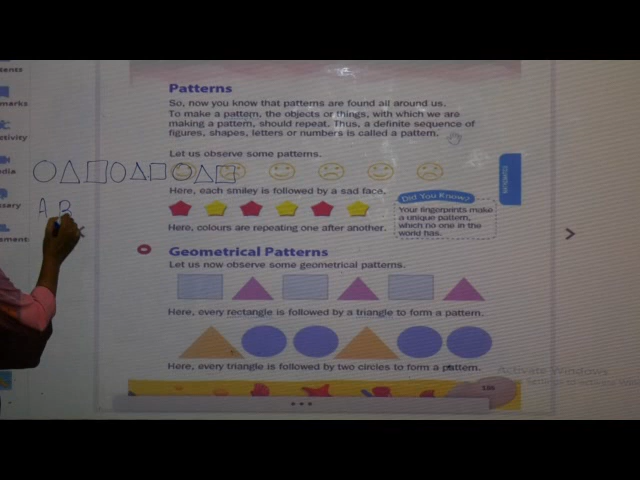 Patterns
So, now you know that patterns are found all around us.
To make a pattern, the objects or things, with which we are
making a pattern, should repeat. Thus, a definite sequence of
figures, shapes, letters or numbers is called a pattern.
Let us observe some patterns.
Here, each smiley is followed by a sad face.
Did You Know?
Your fingerprints make
a unique pattern,
which no one in the
world has.
Here, colours are repeating one after another.
A B
Geometrical Patterns
Let us now observe some geometrical patterns.
Here, every rectangle is followed by a triangle to form a pattern.
Here, every triangle is followed by two circles to form a pattern.
Activate Windows